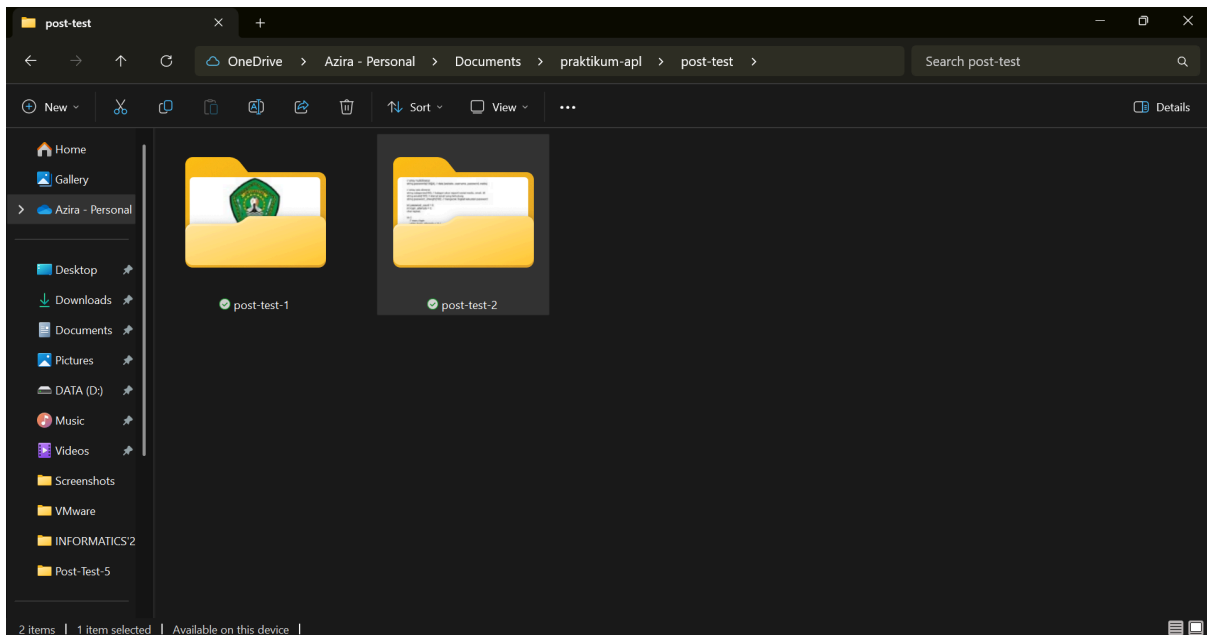 post-test
OneDrive > Azira - Personal > Documents > praktikum-apl > post-test >
Search post-test
New
Sort
View
Details
Home
Gallery
Azira - Personal
Desktop
Downloads
Documents
Pictures
DATA (D:)
Music
Videos
Screenshots
VMware
INFORMATICS'2
Post-Test-5
post-test-1
post-test-2
2 items | 1 item selected | Available on this device |